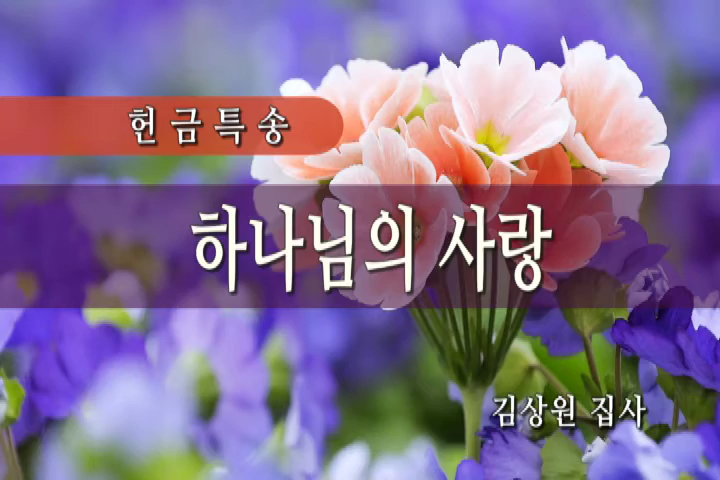 헌금특송
하나님의 사랑
김상원 집사